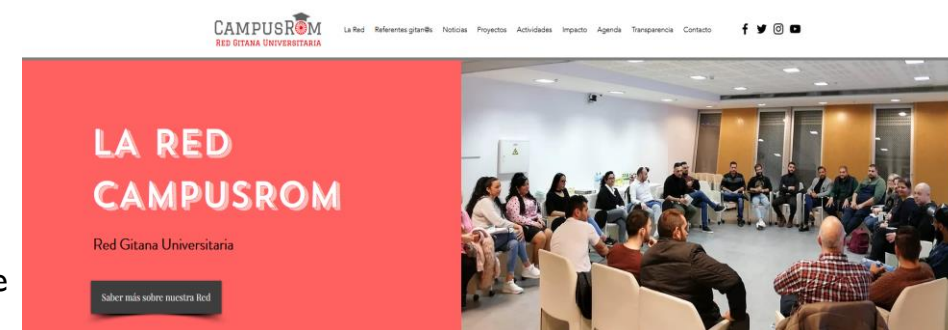 CAMPUSROM
RED GITANA UNIVERSITARIA
La Red Referentes gitan@s Noticias Proyectos Actividades Impacto Agenda Transparencia Contacto
LA RED
CAMPUSROM
Red Gitana Universitaria
e
Saber más sobre nuestra Red